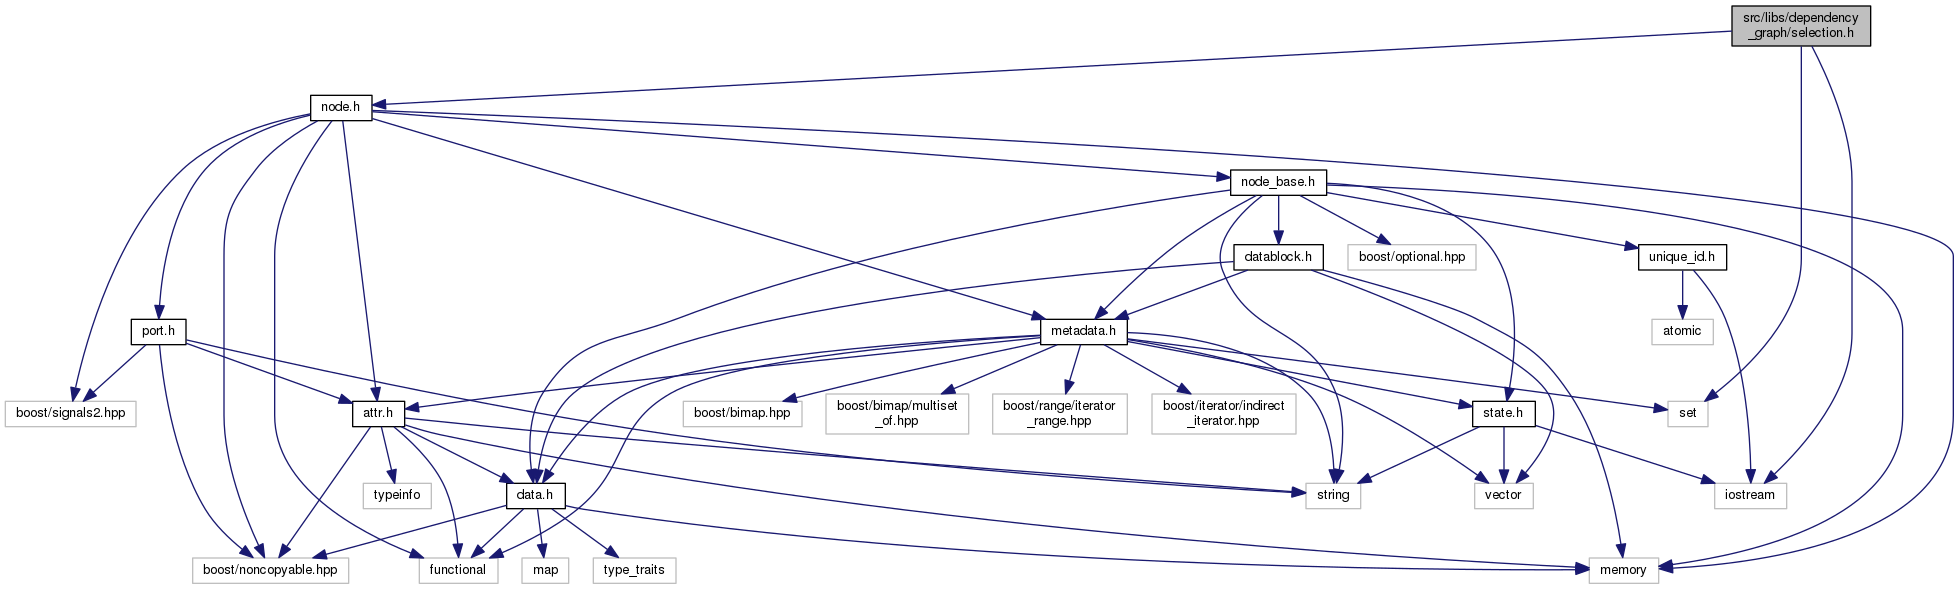 src/libs/dependency
_graph/selection.h
node.h
node_base.h
datablock.h
boost/optional.hpp
unique_id.h
port.h
metadata.h
atomic
boost/signals2.hpp
attr.h
boost/bimap.hpp
boost/bimap/multiset
_of.hpp
boost/range/iterator
_range.hpp
boost/iterator/indirect
_iterator.hpp
state.h
set
typeinfo
data.h
string
vector
iostream
boost/noncopyable.hpp
functional
map
type_traits
memory